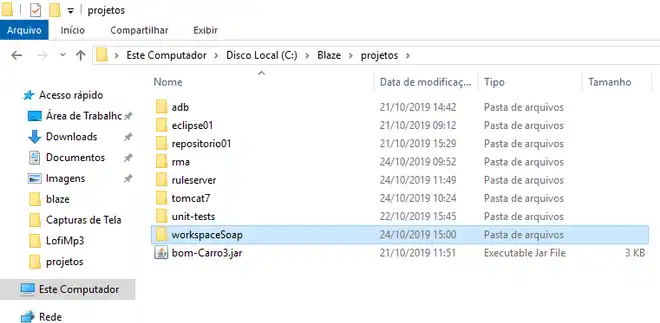 projetos
Arquivo Início Compartilhar Exibir
Este Computador > Disco Local (C:) > Blaze > projetos >
Nome Data de modificaç... Tipo Tamanho
Acesso rápido
Área de Trabalho
Downloads
Documentos
Imagens
blaze
Capturas de Tela
LofiMp3
projetos
Este Computador
Rede
adb 21/10/2019 14:42 Pasta de arquivos
eclipse01 21/10/2019 09:12 Pasta de arquivos
repositorio01 21/10/2019 15:29 Pasta de arquivos
rma 24/10/2019 09:52 Pasta de arquivos
ruleserver 24/10/2019 11:49 Pasta de arquivos
tomcat7 24/10/2019 10:24 Pasta de arquivos
unit-tests 22/10/2019 15:45 Pasta de arquivos
workspaceSoap 24/10/2019 15:00 Pasta de arquivos
bom-Carro3.jar 21/10/2019 11:51 Executable Jar File 3 KB